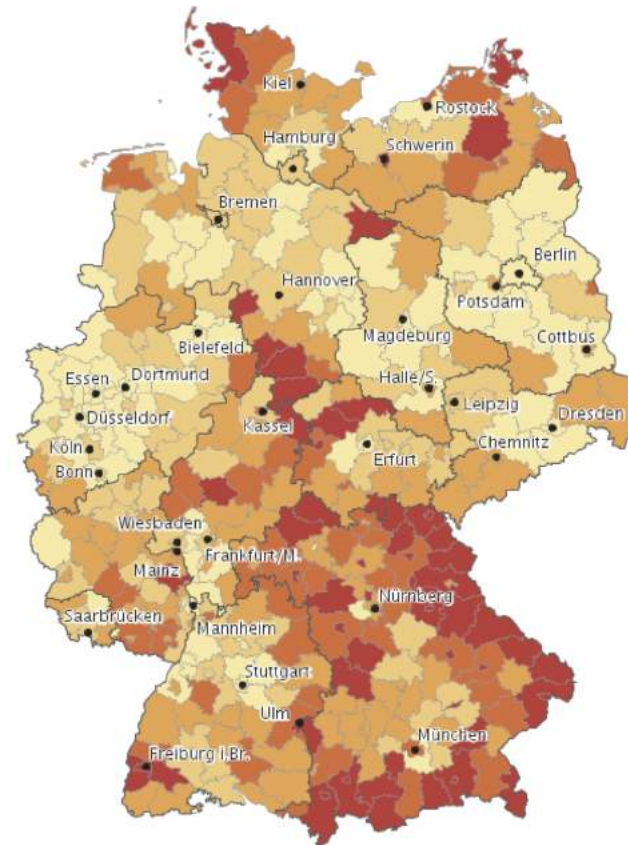 Kiel
Rostock
Hamburg
Schwerin
Bremen
Berlin
Hannover
Potsdam
Magdeburg
Bielefeld
Cottbus
Essen
Dortmund
Halle/S.
Leipzig
Düsseldorf
Kassel
Dresden
Köln
Erfurt
Chemnitz
Bonn
Wiesbaden
Frankfurt/M.
Mainz
Nürnberg
Saarbrücken
Mannheim
Stuttgart
Ulm
München
Freiburg i.Br.